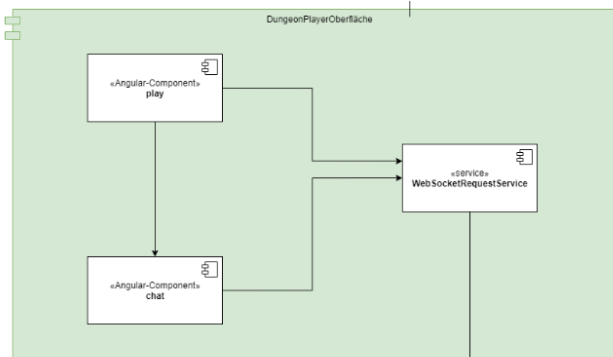 DungeonPlayerOberfläche
«Angular-Component»
play
«service»
WebSocketRequestService
«Angular-Component»
chat